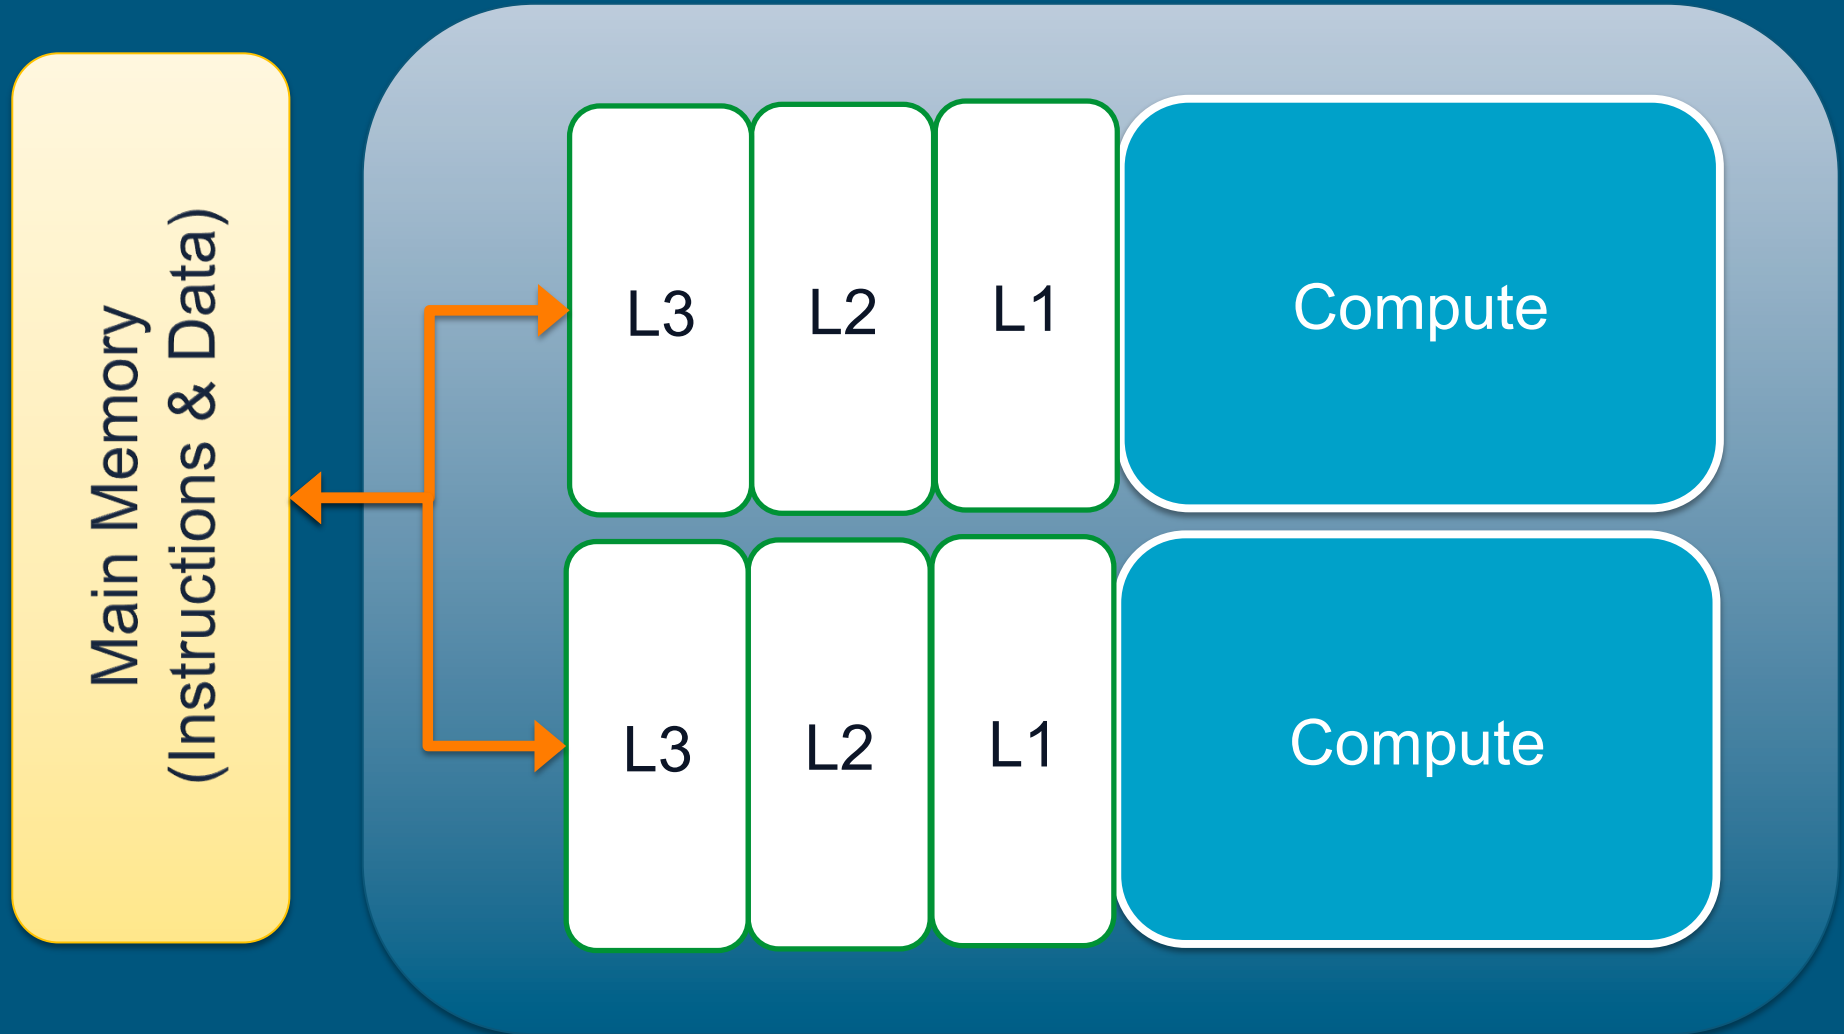 Main Memory
(Instructions & Data)
L3
L2
L1
Compute
L3
L2
L1
Compute